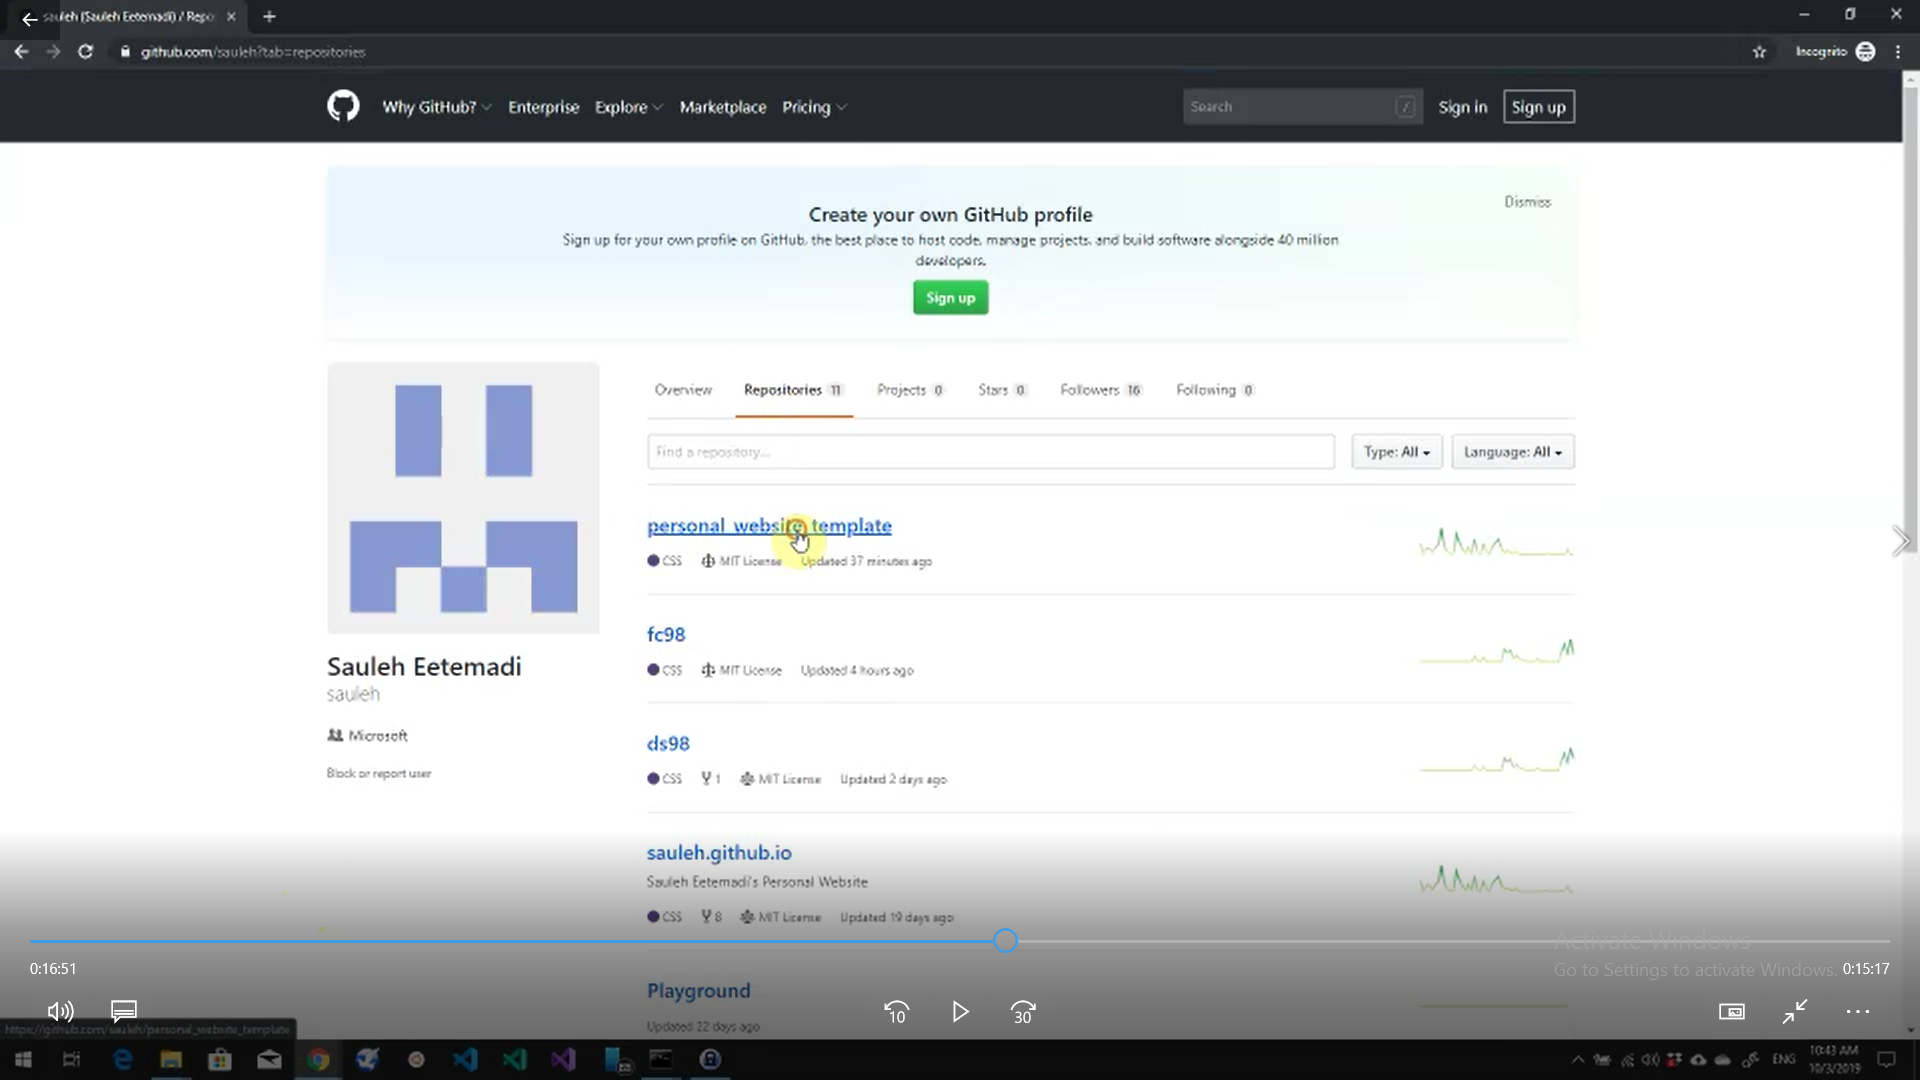 sauleh (Sauleh Eetemadi) / Repo
github.com/sauleh?tab=repositories
Incognito
Why GitHub? Enterprise Explore Marketplace Pricing
Search /
Sign in
Sign up
Create your own GitHub profile
Dismiss
Sign up for your own profile on GitHub, the best place to host code, manage projects, and build software alongside 40 million
developers.
Sign up
Overview Repositories 11 Projects 0 Stars 0 Followers 16 Following 0
Find a repository...
Type: All
Language: All
personal_website_template
CSS MIT License Updated 37 minutes ago
fc98
CSS MIT License Updated 4 hours ago
Sauleh Eetemadi
sauleh
Microsoft
Block or report user
ds98
CSS 1 MIT License Updated 2 days ago
sauleh.github.io
Sauleh Eetemadi's Personal Website
CSS 8 MIT License Updated 19 days ago
Activate Windows
Go to Settings to activate Windows.
0:16:51
0:15:17
Playground
Updated 22 days ago
10
30
https://github.com/sauleh/personal_website_template
ENG
10:43 AM
10/3/2019